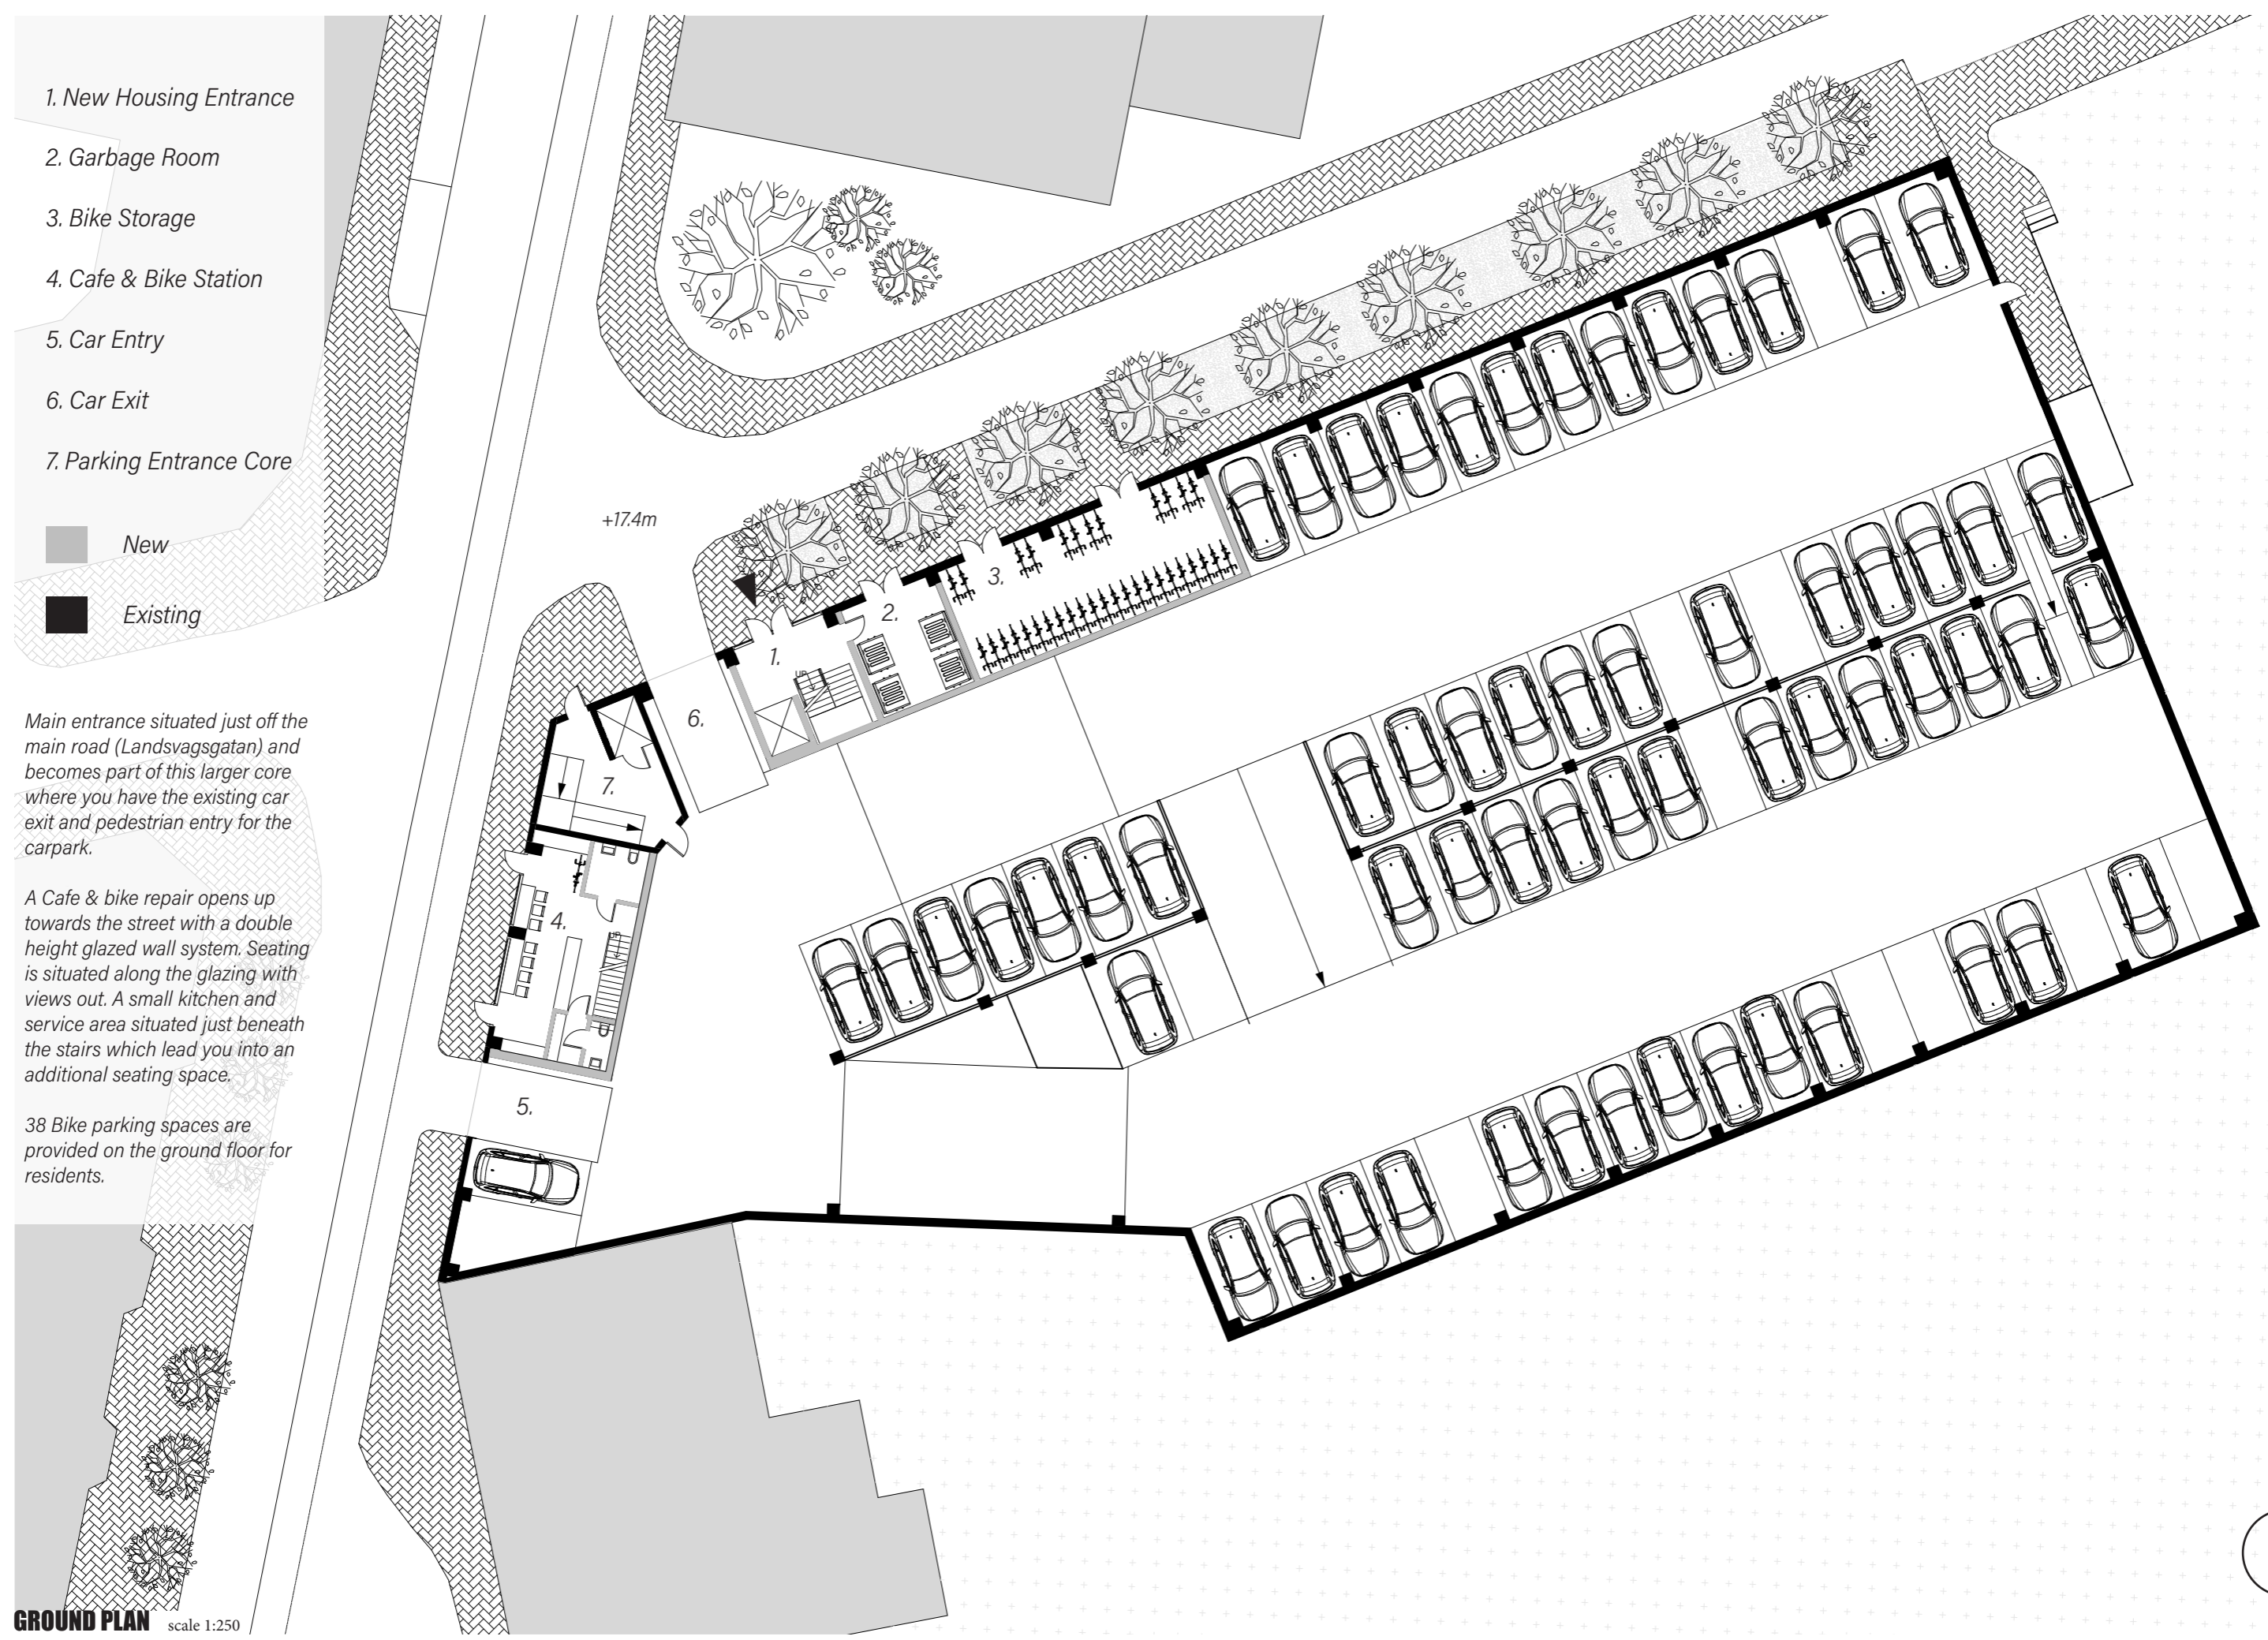 1. New Housing Entrance
2. Garbage Room
3. Bike Storage
4. Cafe & Bike Station
5. Car Entry
6. Car Exit
7. Parking Entrance Core
New
Existing
Main entrance situated just off the
main road (Landsvagsgatan) and
becomes part of this larger core
where you have the existing car
exit and pedestrian entry for the
carpark.
A Cafe & bike repair opens up
towards the street with a double
height glazed wall system. Seating
is situated along the glazing with
views out. A small kitchen and
service area situated just beneath
the stairs which lead you into an
additional seating space.
38 Bike parking spaces are
provided on the ground floor for
residents.
+17.4m
1.
2.
3.
UP
6.
7.
4.
5.
GROUND PLAN scale 1:250